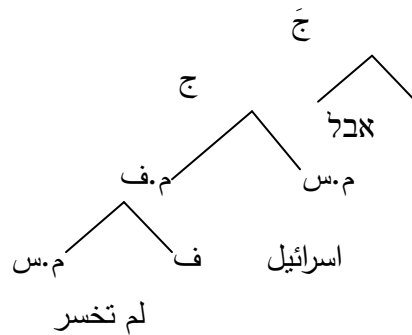 جَ
ج
אבל
م.س م.ف
اسرائيل
ف م.س
لم تخسر